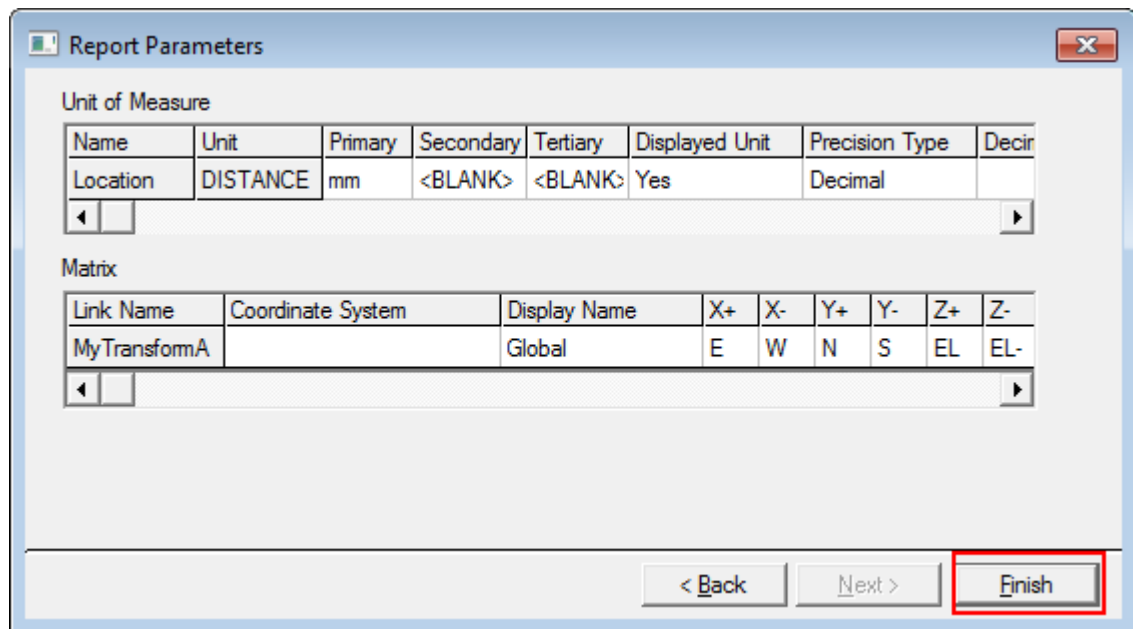 Report Parameters
Unit of Measure
Name Unit Primary Secondary Tertiary Displayed Unit Precision Type Decir
Location DISTANCE mm <BLANK> <BLANK> Yes Decimal
Matrix
Link Name Coordinate System Display Name X+ X- Y+ Y- Z+ Z-
MyTransformA Global E W N S EL EL-
< Back Next > Finish